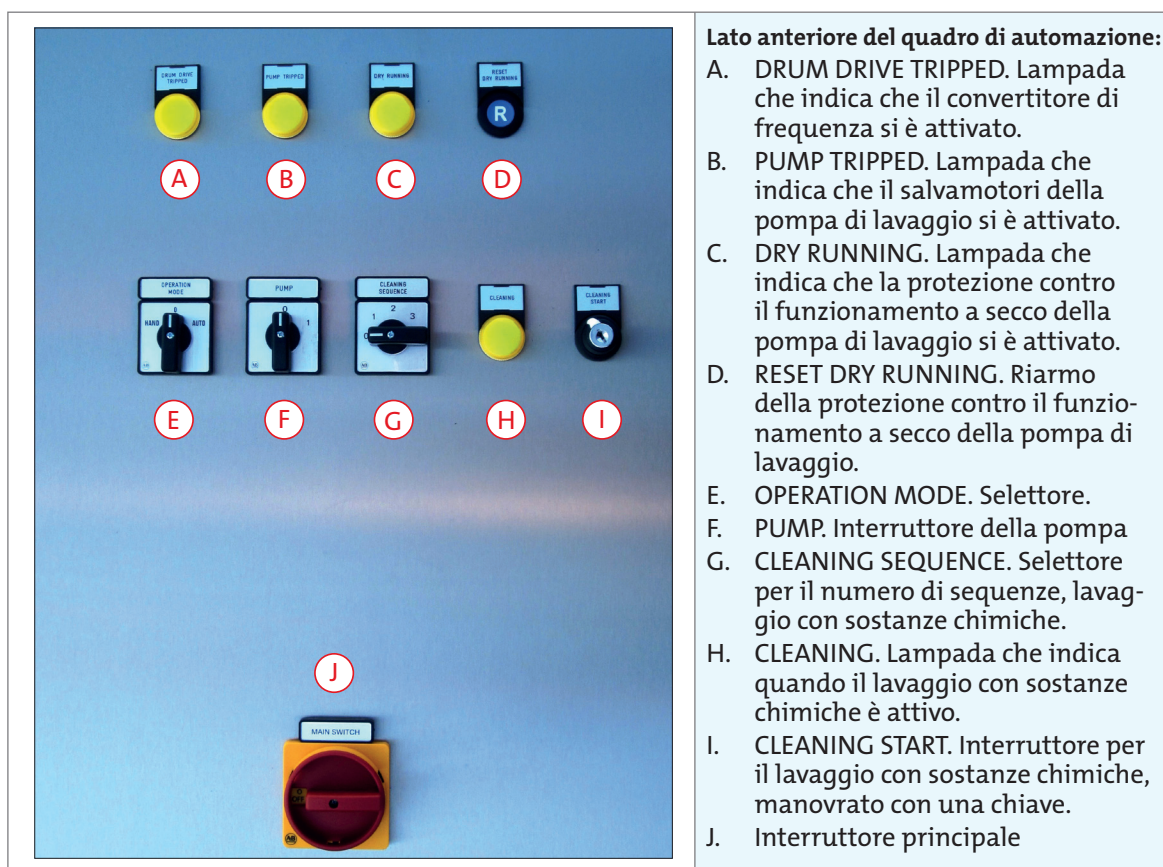 DRUM DRIVE
TRIPPED
PUMP TRIPPED
DRY RUNNING
RESET
DRY RUNNING
R
A
B
C
D
OPERATION
MODE
0
HAND
AUTO
PUMP
0
1
CLEANING
SEQUENCE
0
1
2
3
CLEANING
CLEANING
START
E
F
G
H
I
J
MAIN SWITCH
OFF
Lato anteriore del quadro di automazione:
A. DRUM DRIVE TRIPPED. Lampada
che indica che il convertitore di
frequenza si è attivato.
B. PUMP TRIPPED. Lampada che
indica che il salvamotori della
pompa di lavaggio si è attivato.
C. DRY RUNNING. Lampada che
indica che la protezione contro
il funzionamento a secco della
pompa di lavaggio si è attivato.
D. RESET DRY RUNNING. Riarmo
della protezione contro il funzio-
namento a secco della pompa di
lavaggio.
E. OPERATION MODE. Selettore.
F. PUMP. Interruttore della pompa
G. CLEANING SEQUENCE. Selettore
per il numero di sequenze, lavag-
gio con sostanze chimiche.
H. CLEANING. Lampada che indica
quando il lavaggio con sostanze
chimiche è attivo.
I. CLEANING START. Interruttore per
il lavaggio con sostanze chimiche,
manovrato con una chiave.
J. Interruttore principale